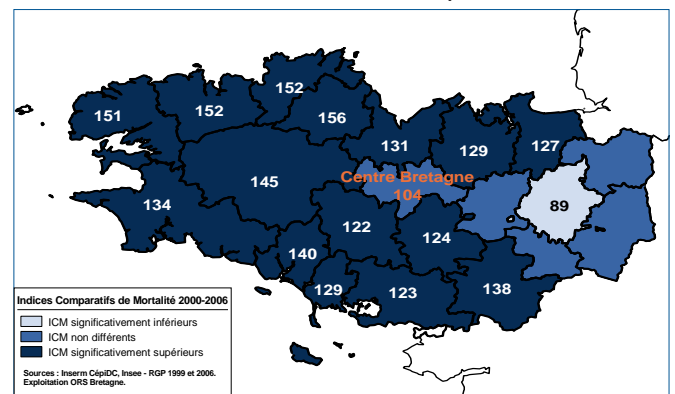 152
151
152
156
131
129
127
Centre Bretagne
104
145
89
134
122
124
140
129
123
138
Indices Comparatifs de Mortalité 2000-2006
ICM significativement inférieurs
ICM non différents
ICM significativement supérieurs
Sources : Inserm CépiDC, Insee - RGP 1999 et 2006.
Exploitation ORS Bretagne.